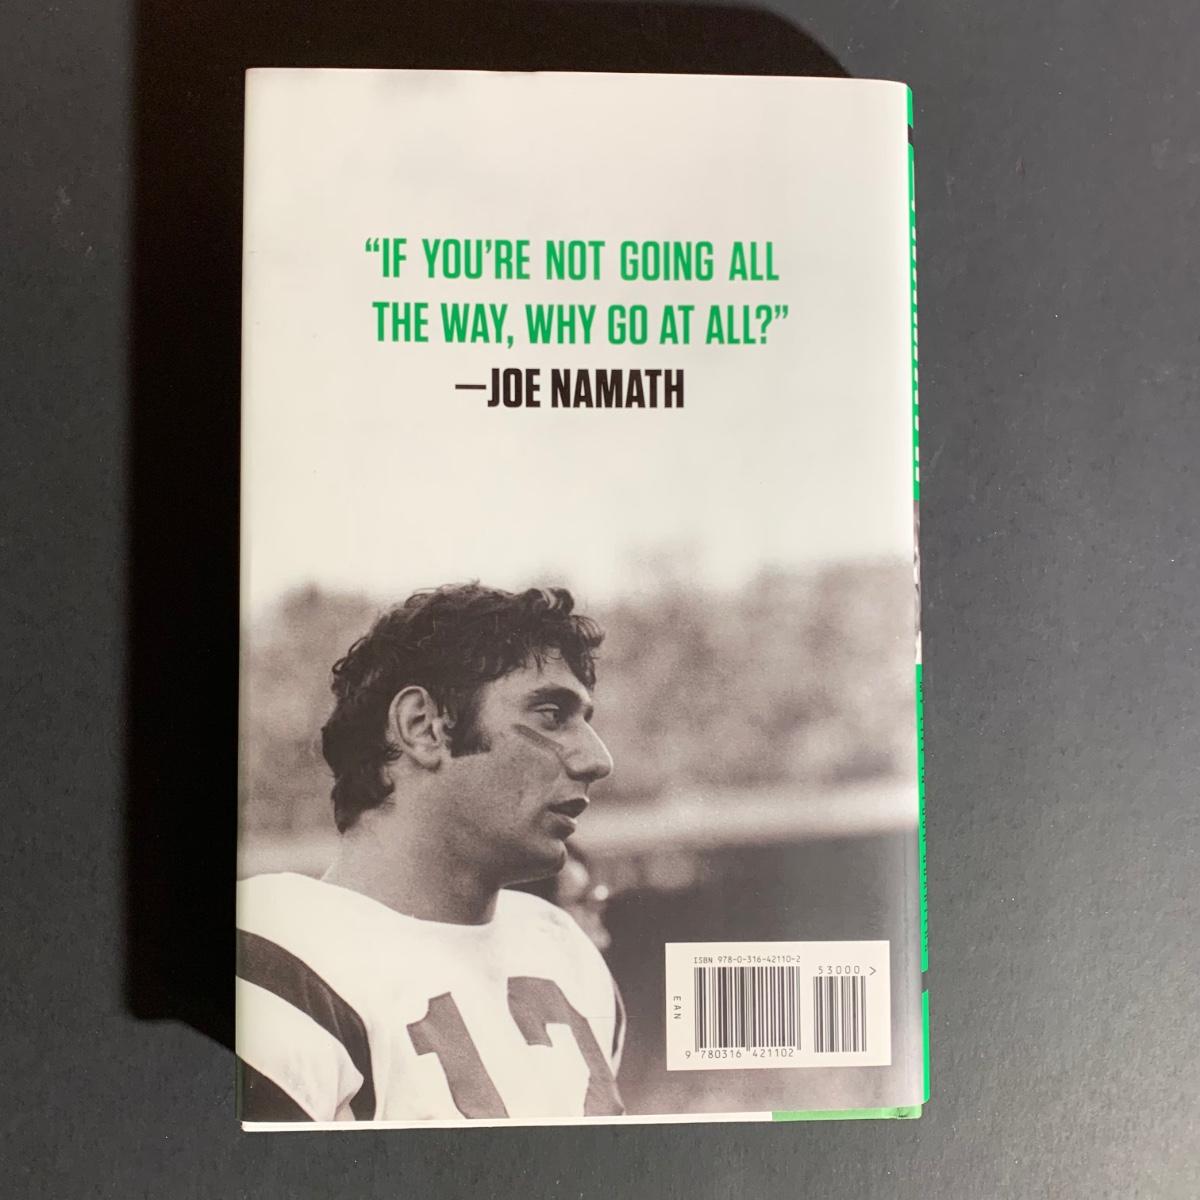 “IF YOU’RE NOT GOING ALL
THE WAY, WHY GO AT ALL?”
—JOE NAMATH
12
ISBN 978-0-316-42110-2
53000 >
EAN
9 780316 421102